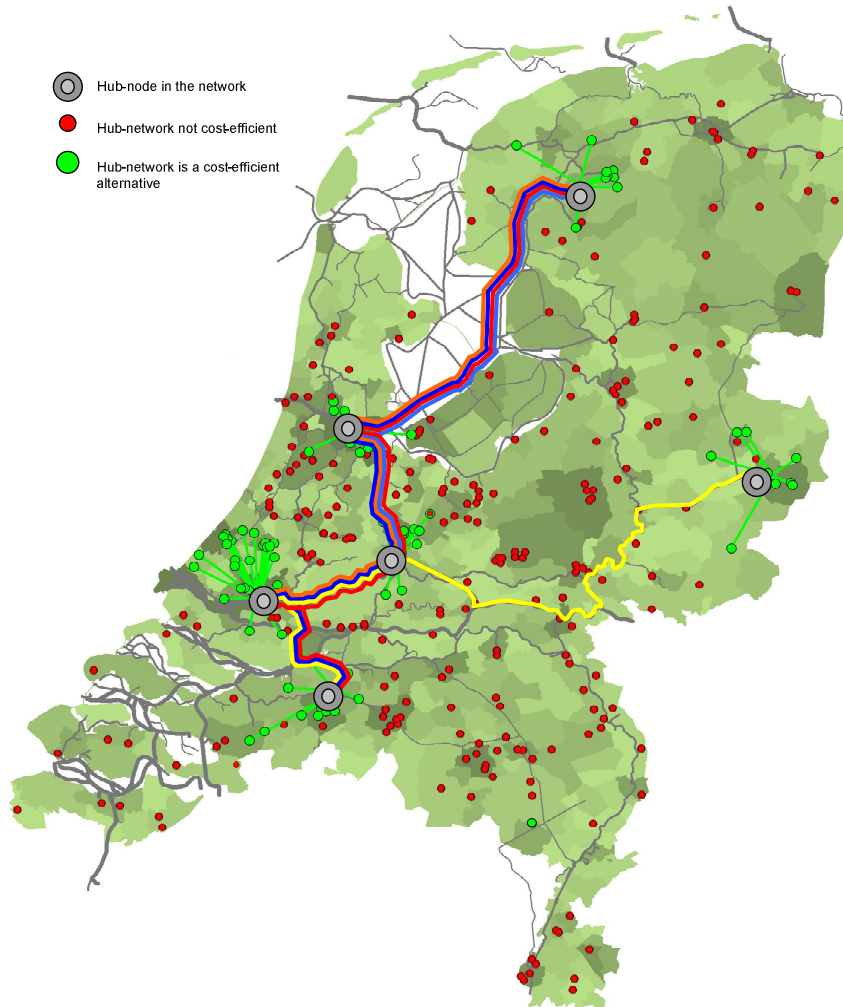 Hub-node in the network
Hub-network not cost-efficient
Hub-network is a cost-efficient
alternative